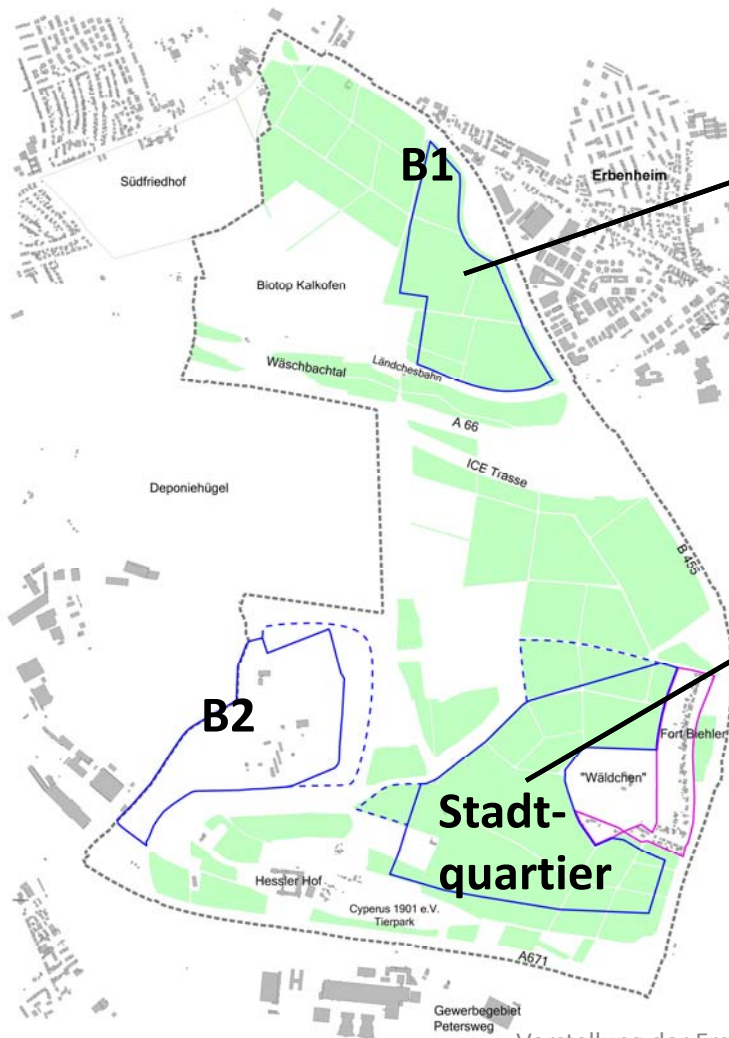 B1
Südfriedhof
Erbenheim
Biotop Kalkofen
Wäschbachtal
Ländchesbahn
A 66
ICE Trasse
Deponiehügel
B 455
B2
Fort Biehler
"Wäldchen"
Stadt-
quartier
Hessler Hof
Cyperus 1901 e.V.
Tierpark
A671
Gewerbegebiet
Petersweg